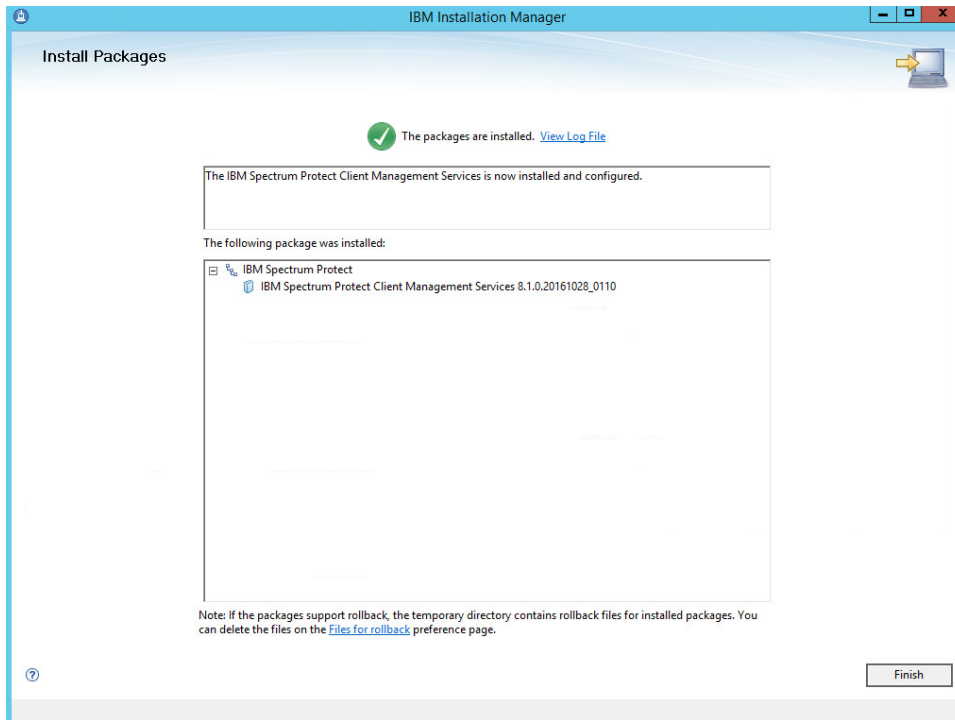 IBM Installation Manager
Install Packages
The packages are installed. View Log File
The IBM Spectrum Protect Client Management Services is now installed and configured.
The following package was installed:
IBM Spectrum Protect
IBM Spectrum Protect Client Management Services 8.1.0.20161028_0110
Note: If the packages support rollback, the temporary directory contains rollback files for installed packages. You
can delete the files on the Files for rollback preference page.
Finish